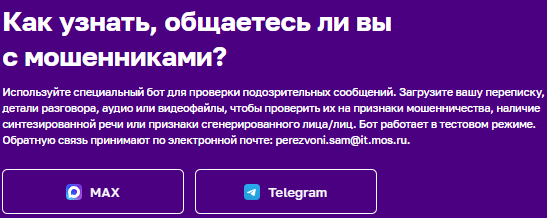 Как узнать, общаетесь ли вы
с мошенниками?
Используйте специальный бот для проверки подозрительных сообщений. Загрузите вашу переписку,
детали разговора, аудио или видеофайлы, чтобы проверить их на признаки мошенничества, наличие
синтезированной речи или признаки сгенерированного лица/лиц. Бот работает в тестовом режиме.
Обратную связь принимают по электронной почте: perezvoni.sam@it.mos.ru.
MAX
Telegram